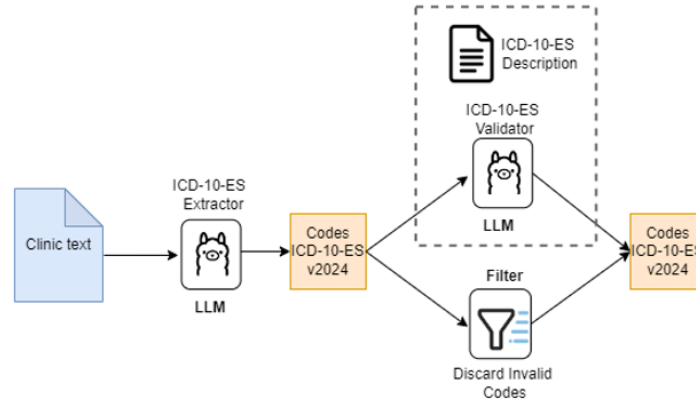 ICD-10-ES
Description
ICD-10-ES
Validator
LLM
ICD-10-ES
Extractor
Clinic text
LLM
Codes
ICD-10-ES
v2024
Filter
Discard Invalid
Codes
Codes
ICD-10-ES
v2024